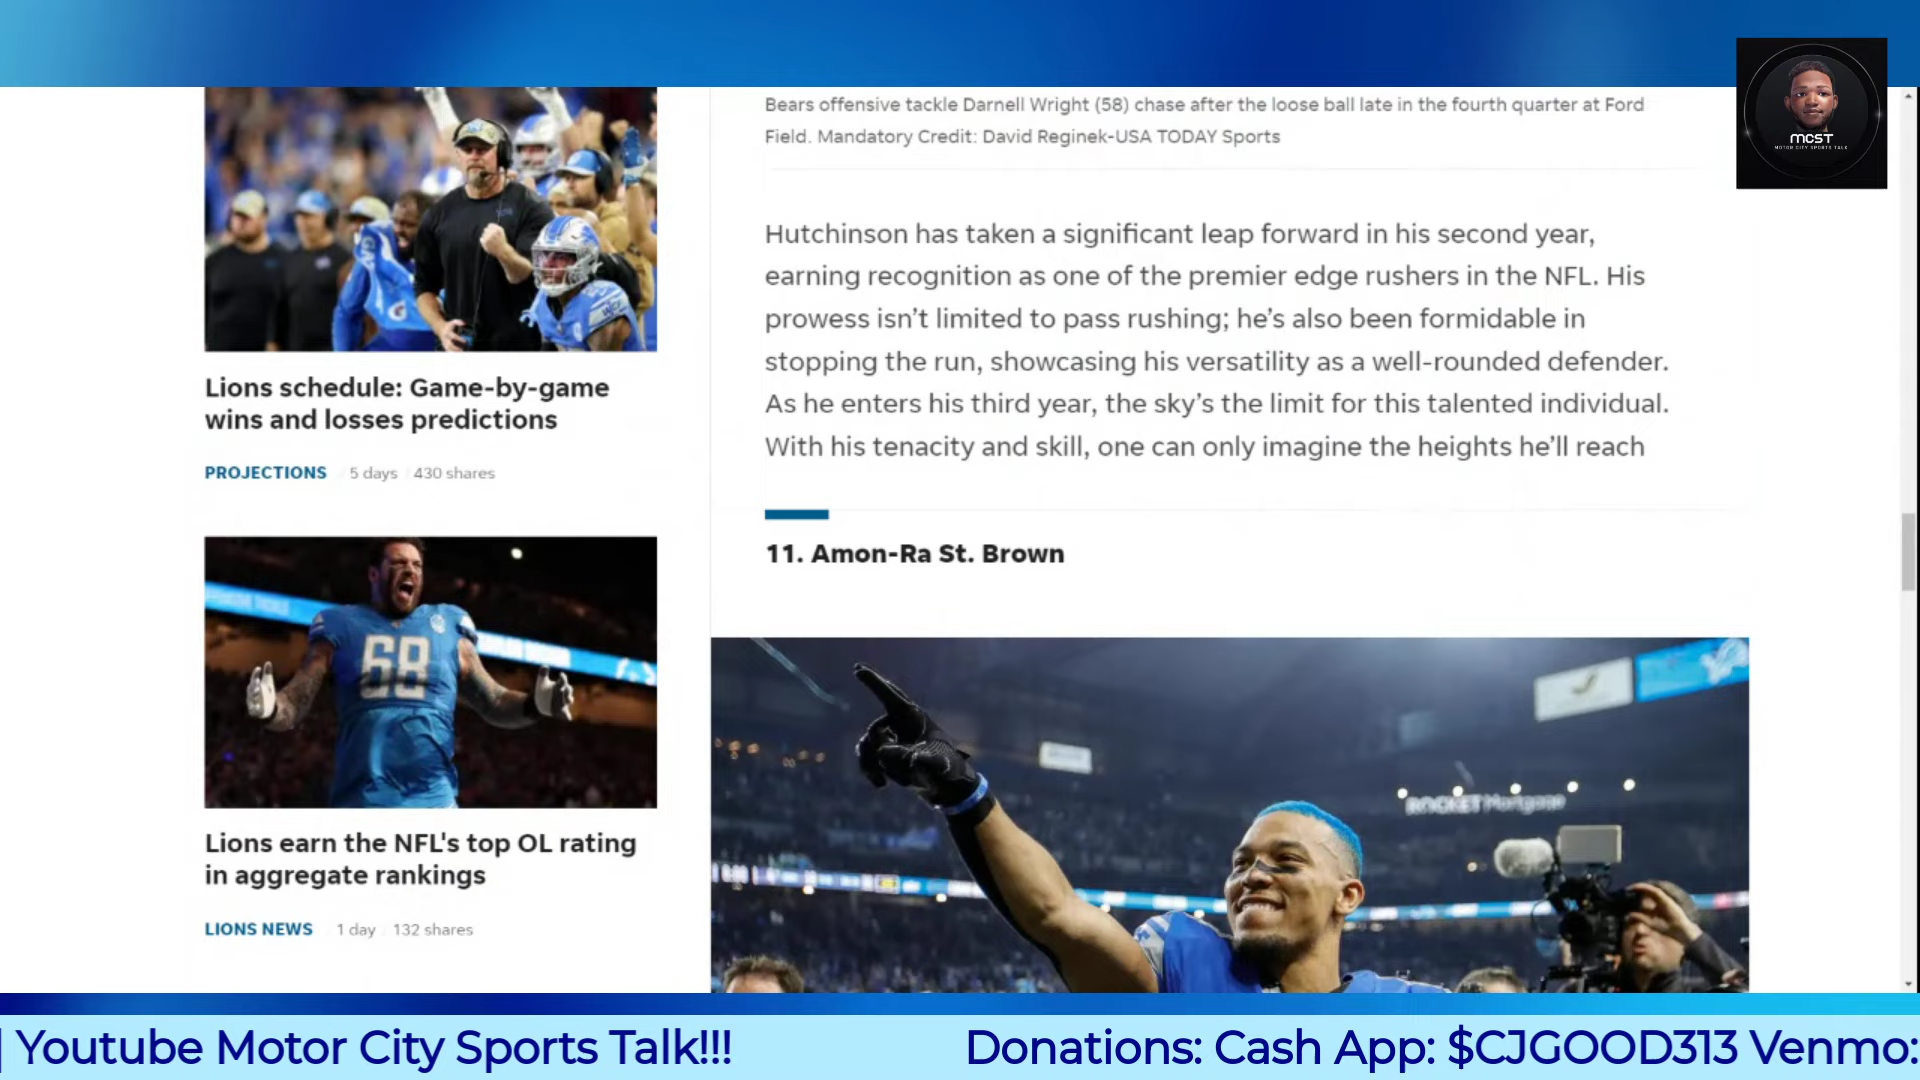 MCST
MOTOR CITY SPORTS TALK
Bears offensive tackle Darnell Wright (58) chase after the loose ball late in the fourth quarter at Ford
Field. Mandatory Credit: David Reginek-USA TODAY Sports
Hutchinson has taken a significant leap forward in his second year,
earning recognition as one of the premier edge rushers in the NFL. His
prowess isn’t limited to pass rushing; he’s also been formidable in
stopping the run, showcasing his versatility as a well-rounded defender.
As he enters his third year, the sky’s the limit for this talented individual.
With his tenacity and skill, one can only imagine the heights he’ll reach
11. Amon-Ra St. Brown
ROCKET Mortgage
Lions schedule: Game-by-game
wins and losses predictions
PROJECTIONS / 5 days / 430 shares
68
Lions earn the NFL's top OL rating
in aggregate rankings
LIONS NEWS / 1 day / 132 shares
Youtube Motor City Sports Talk!!! Donations: Cash App: $CJGOOD313 Venmo: